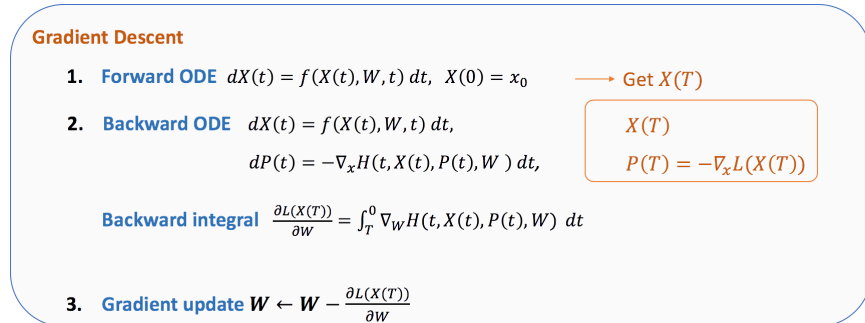 Gradient Descent
1. Forward ODE dX(t) = f(X(t), W, t) dt, X(0) = x₀ ⟶ Get X(T)
2. Backward ODE dX(t) = f(X(t), W, t) dt, X(T)
dP(t) = −∇ₓH(t, X(t), P(t), W ) dt, P(T) = −∇ₓL(X(T))
Backward integral ∂L(X(T))/∂W = ∫_T^0 ∇_W H(t, X(t), P(t), W) dt
3. Gradient update W ← W − ∂L(X(T))/∂W